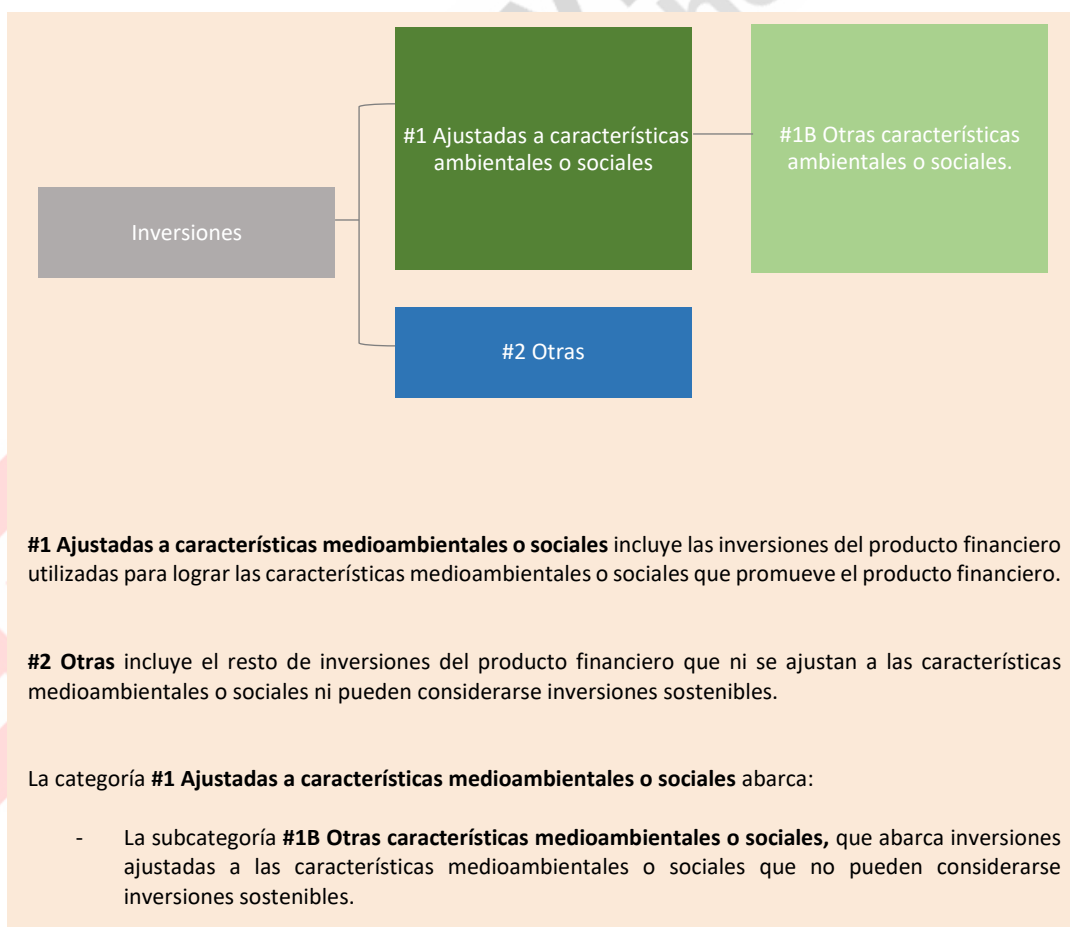 #1 Ajustadas a características
ambientales o sociales
#1B Otras características
ambientales o sociales.
Inversiones
#2 Otras
#1 Ajustadas a características medioambientales o sociales incluye las inversiones del producto financiero
utilizadas para lograr las características medioambientales o sociales que promueve el producto financiero.
#2 Otras incluye el resto de inversiones del producto financiero que ni se ajustan a las características
medioambientales o sociales ni pueden considerarse inversiones sostenibles.
La categoría #1 Ajustadas a características medioambientales o sociales abarca:
- La subcategoría #1B Otras características medioambientales o sociales, que abarca inversiones
ajustadas a las características medioambientales o sociales que no pueden considerarse
inversiones sostenibles.